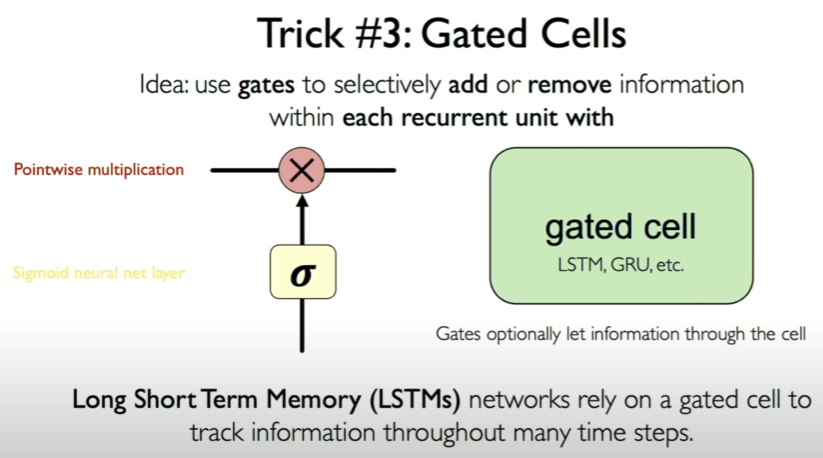 Trick #3: Gated Cells
Idea: use gates to selectively add or remove information
within each recurrent unit with
Pointwise multiplication
Sigmoid neural net layer
σ
gated cell
LSTM, GRU, etc.
Gates optionally let information through the cell
Long Short Term Memory (LSTMs) networks rely on a gated cell to
track information throughout many time steps.